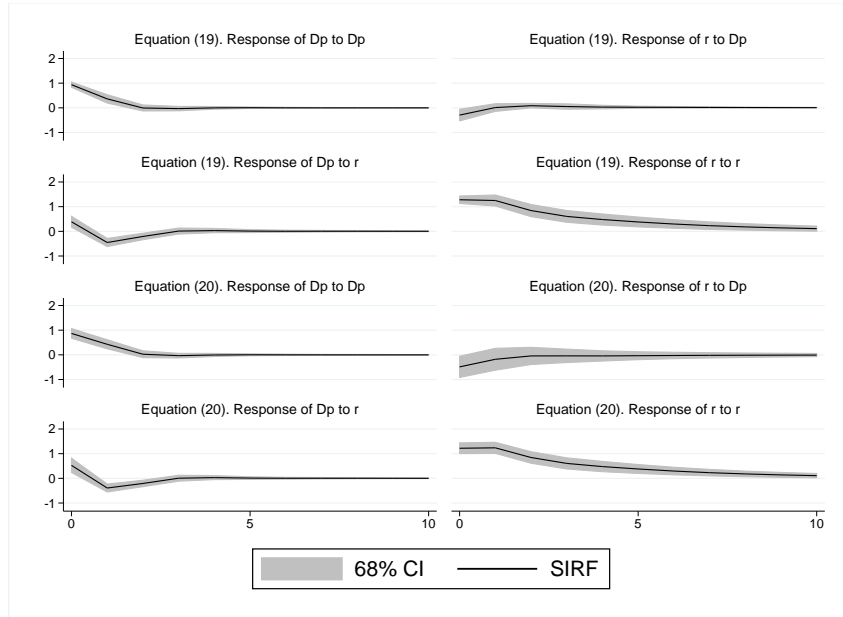 Equation (19). Response of Dp to Dp
Equation (19). Response of r to Dp
2
1
0
-1
Equation (19). Response of Dp to r
Equation (19). Response of r to r
2
1
0
-1
Equation (20). Response of Dp to Dp
Equation (20). Response of r to Dp
2
1
0
-1
Equation (20). Response of Dp to r
Equation (20). Response of r to r
2
1
0
-1
0 5 10 0 5 10
68% CI SIRF